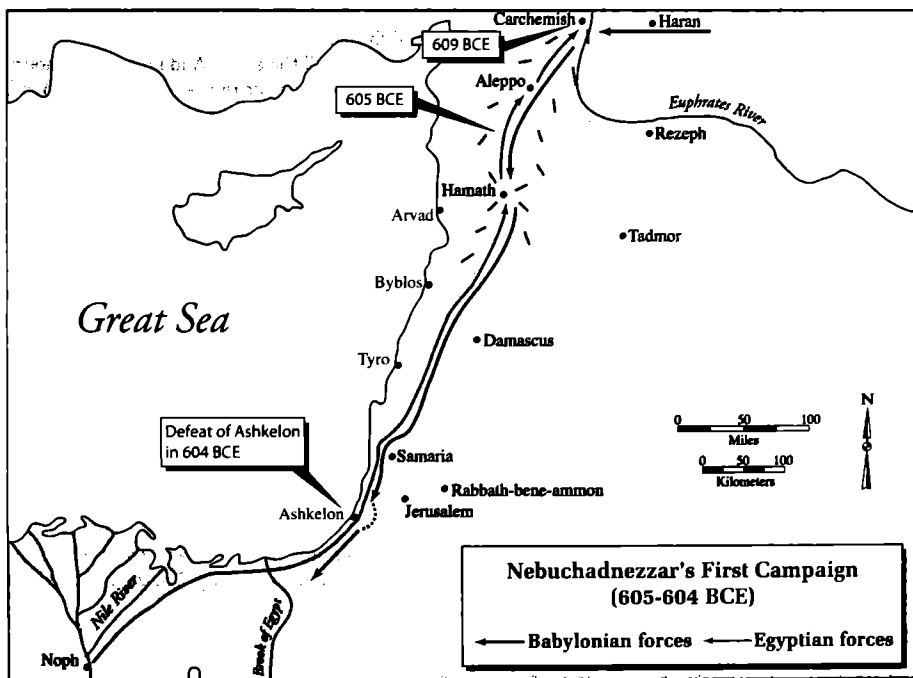 Carchemish
Haran
609 BCE
Aleppo
605 BCE
Euphrates River
Rezeph
Hamath
Arvad
Tadmor
Byblos
Great Sea
Damascus
Tyro
N
0 50 100
Miles
0 50 100
Kilometers
Defeat of Ashkelon
in 604 BCE
Samaria
Rabbath-bene-ammon
Jerusalem
Ashkelon
Nile River
Brook of Egypt
Noph
Nebuchadnezzar's First Campaign
(605-604 BCE)
Babylonian forces Egyptian forces